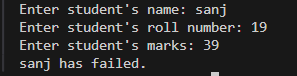 Enter student's name: sanj
Enter student's roll number: 19
Enter student's marks: 39
sanj has failed.